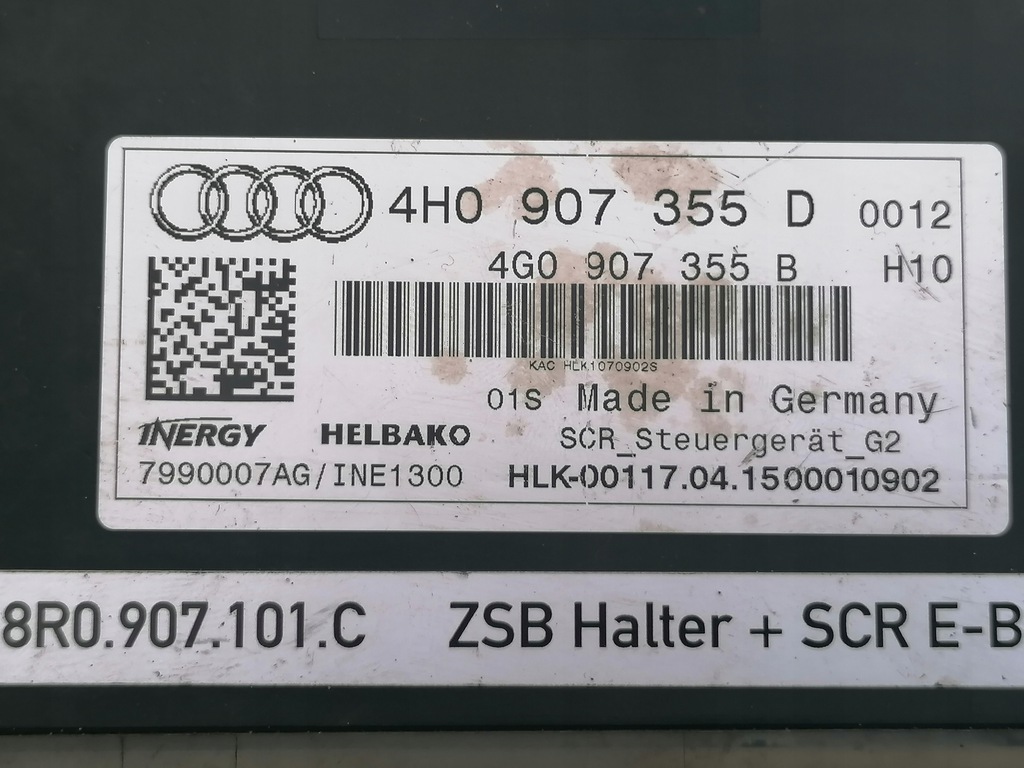 4H0 907 355 D 0012
4G0 907 355 B H10
KAC HLK1070902S
01S Made in Germany
INERGY HELBAKO SCR_Steuergerät_G2
7990007AG/INE1300 HLK-00117.04.1500010902
8R0.907.101.C ZSB Halter + SCR E-B